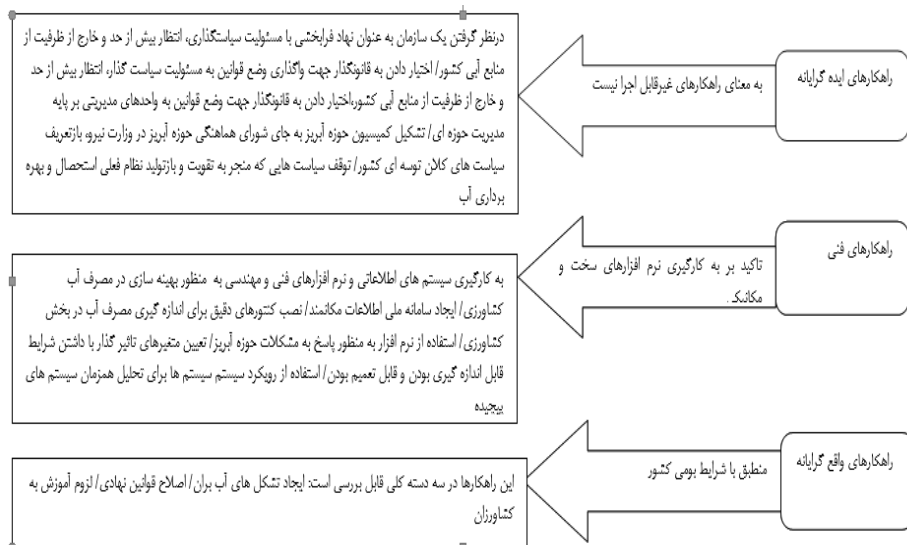 راهکارهای ایده گرایانه
به معنای راهکارهای غیرقابل اجرا نیست
درنظر گرفتن یک سازمان به عنوان نهاد فرابخشی با مسئولیت سیاستگذاری، انتظار بیش از حد و خارج از ظرفیت از
منابع آبی کشور/ اختیار دادن به قانونگذار جهت واگذاری وضع قوانین به مسئولیت سیاست گذار، انتظار بیش از حد
و خارج از ظرفیت از منابع آبی کشور،اختیار دادن به قانونگذار جهت وضع قوانین به واحدهای مدیریتی بر پایه
مدیریت حوزه ای/ تشکیل کمیسیون حوزه آبریز به جای شورای هماهنگی حوزه آبریز در وزارت نیرو، بازتعریف
سیاست های کلان توسه ای کشور/ توقف سیاست هایی که منجر به تقویت و بازتولید نظام فعلی استحصال و بهره
برداری آب
راهکارهای فنی
تاکید بر به کارگیری نرم افزارهای سخت و
مکانیکی
به کارگیری سیستم های اطلاعاتی و نرم افزارهای فنی و مهندسی به منظور بهینه سازی در مصرف آب
کشاورزی/ ایجاد سامانه ملی اطلاعات مکانمند/ نصب کنتورهای دقیق برای اندازه گیری مصرف آب در بخش
کشاورزی/ استفاده از نرم افزار به منظور پاسخ به مشکلات حوزه آبریز/ تعیین متغیرهای تاثیر گذار با داشتن شرایط
قابل اندازه گیری بودن و قابل تعمیم بودن/ استفاده از رویکرد سیستم سیستم ها برای تحلیل همزمان سیستم های
پیچیده
راهکارهای واقع گرایانه
منطبق با شرایط بومی کشور
این راهکارها در سه دسته کلی قابل بررسی است: ایجاد تشکل های آب بران/ اصلاح قوانین نهادی/ لزوم آموزش به
کشاورزان